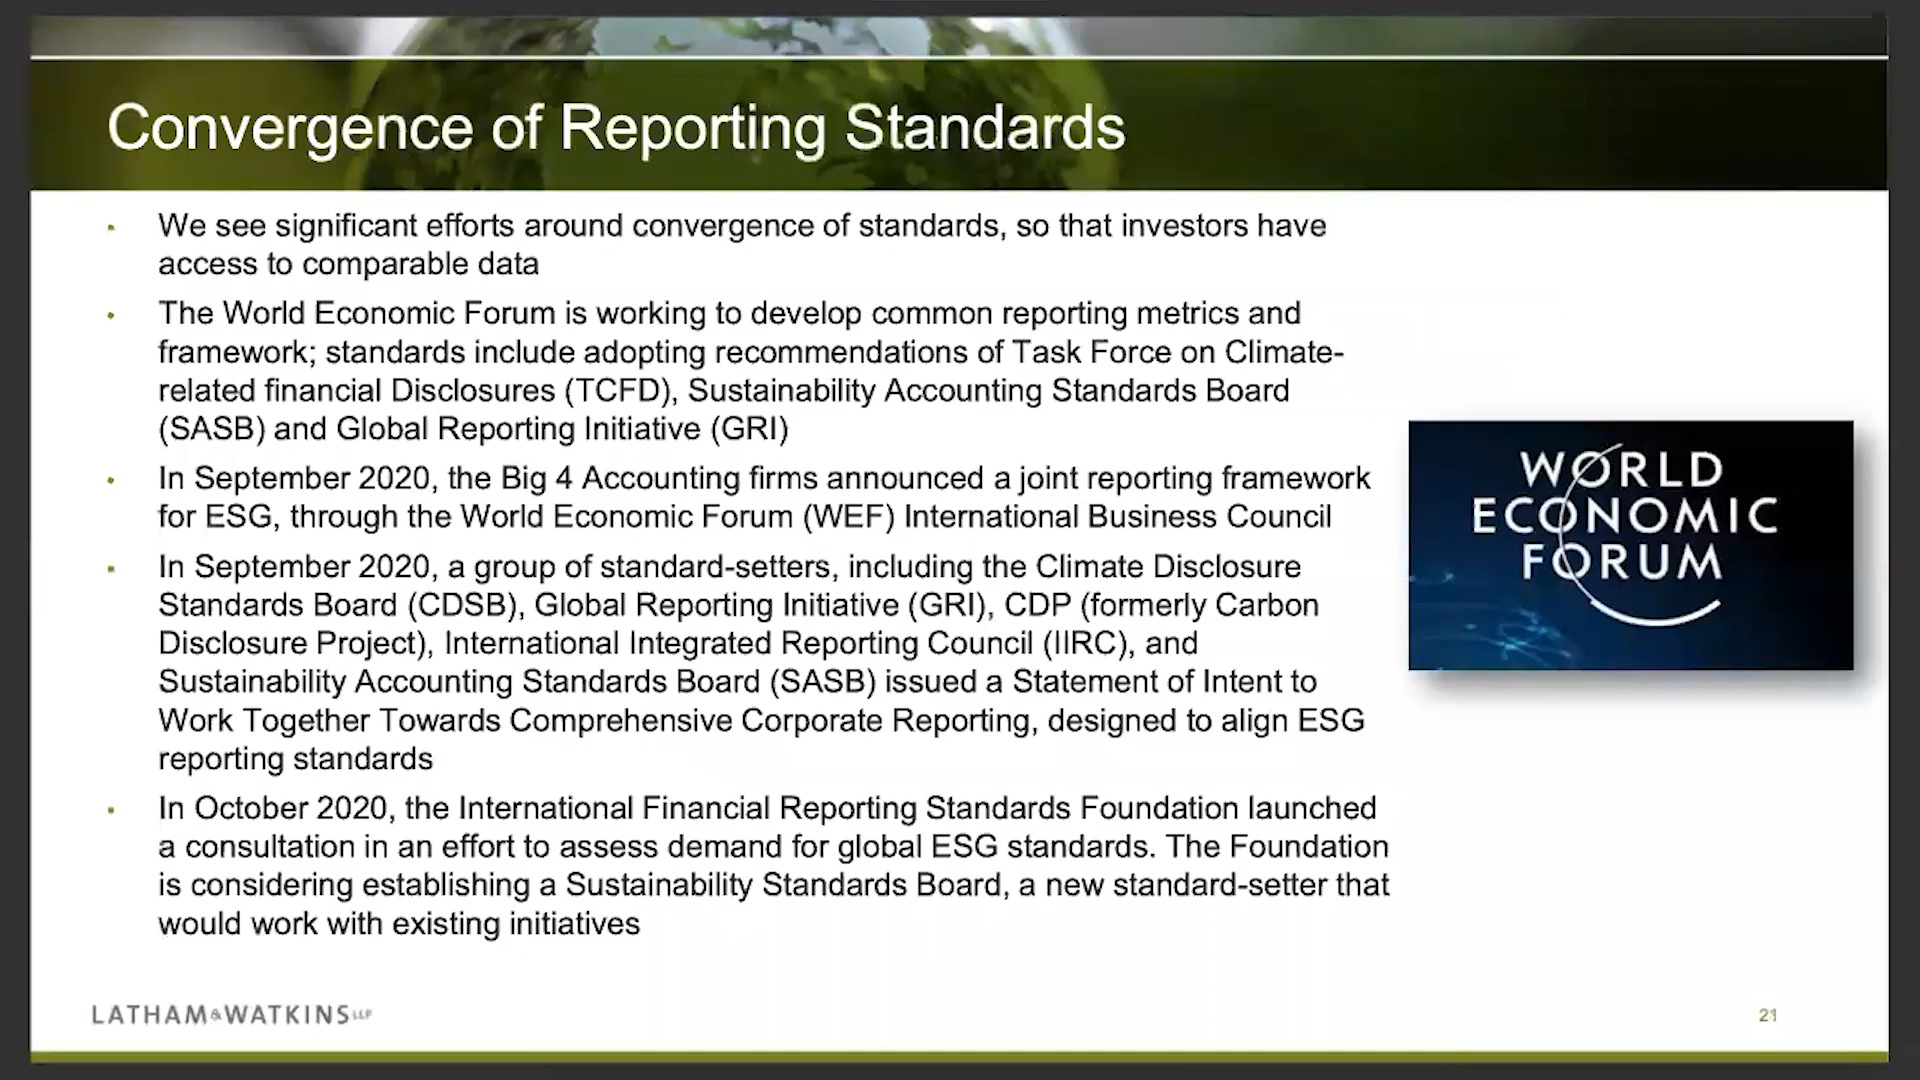 Convergence of Reporting Standards
• We see significant efforts around convergence of standards, so that investors have
access to comparable data
• The World Economic Forum is working to develop common reporting metrics and
framework; standards include adopting recommendations of Task Force on Climate-
related financial Disclosures (TCFD), Sustainability Accounting Standards Board
(SASB) and Global Reporting Initiative (GRI)
• In September 2020, the Big 4 Accounting firms announced a joint reporting framework
for ESG, through the World Economic Forum (WEF) International Business Council
• In September 2020, a group of standard-setters, including the Climate Disclosure
Standards Board (CDSB), Global Reporting Initiative (GRI), CDP (formerly Carbon
Disclosure Project), International Integrated Reporting Council (IIRC), and
Sustainability Accounting Standards Board (SASB) issued a Statement of Intent to
Work Together Towards Comprehensive Corporate Reporting, designed to align ESG
reporting standards
• In October 2020, the International Financial Reporting Standards Foundation launched
a consultation in an effort to assess demand for global ESG standards. The Foundation
is considering establishing a Sustainability Standards Board, a new standard-setter that
would work with existing initiatives
WORLD
ECONOMIC
FORUM
LATHAM&WATKINS LLP
21